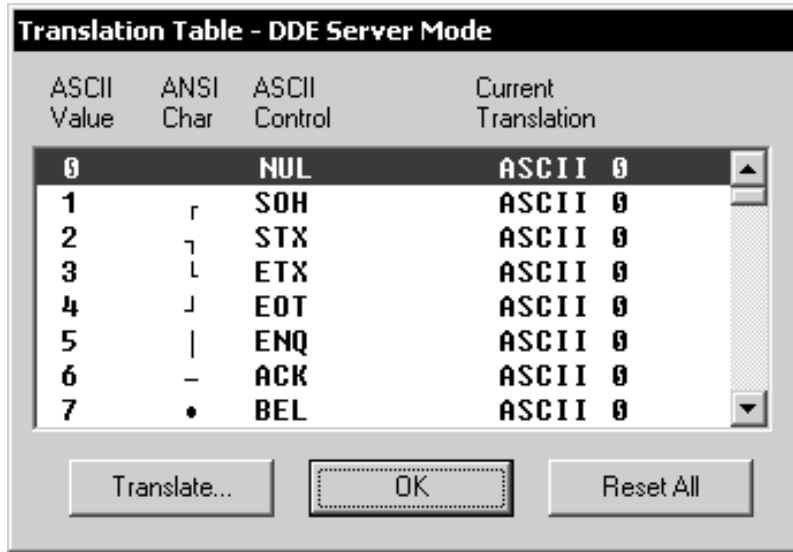 Translation Table - DDE Server Mode
ASCII ANSI ASCII Current
Value Char Control Translation
0 NUL ASCII 0
1 ┌ SOH ASCII 0
2 ┐ STX ASCII 0
3 └ ETX ASCII 0
4 ┘ EOT ASCII 0
5 │ ENQ ASCII 0
6 – ACK ASCII 0
7 • BEL ASCII 0
Translate... OK Reset All